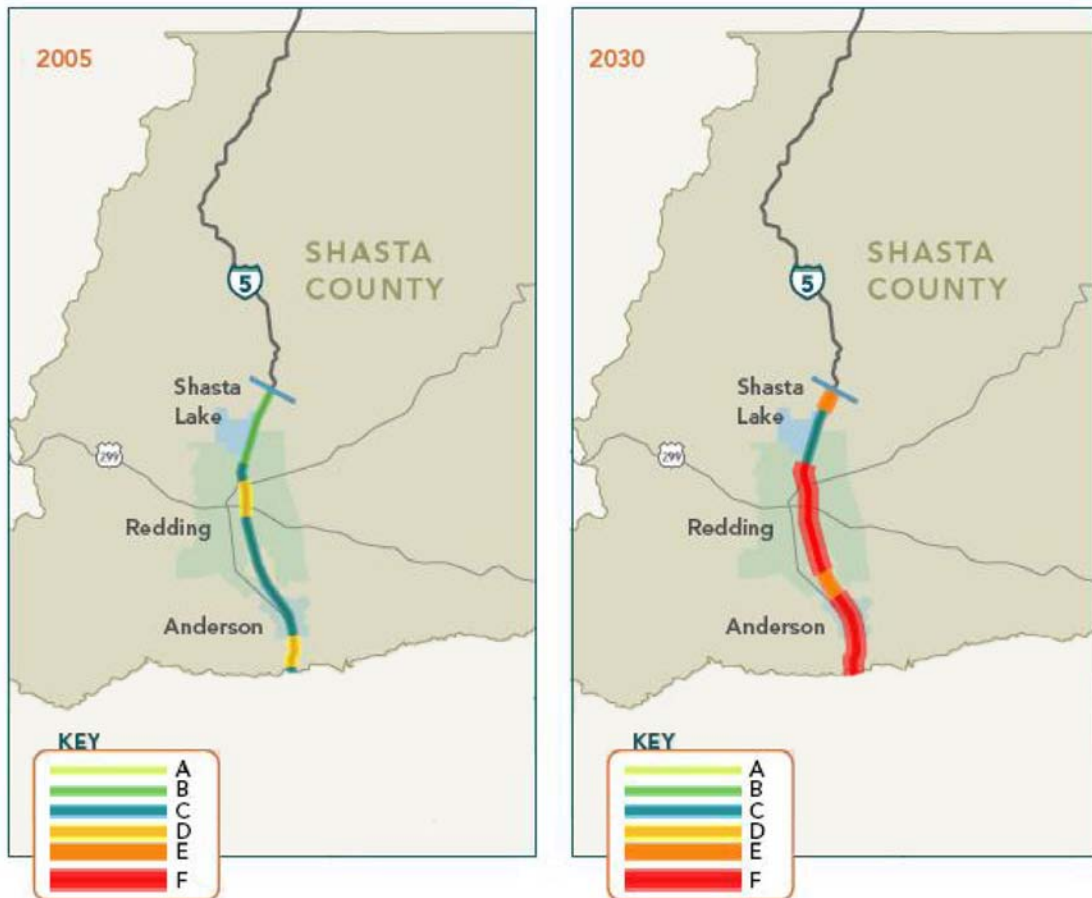 2005
SHASTA
COUNTY
5
Shasta
Lake
299
Redding
Anderson
KEY
A
B
C
D
E
F
2030
SHASTA
COUNTY
5
Shasta
Lake
299
Redding
Anderson
KEY
A
B
C
D
E
F